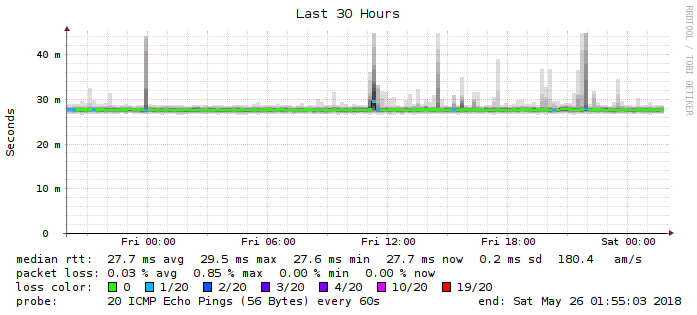 Last 30 Hours
RRDTOOL / TOBI OETIKER
Seconds
40 m
30 m
20 m
10 m
0
Fri 00:00 Fri 06:00 Fri 12:00 Fri 18:00 Sat 00:00
median rtt: 27.7 ms avg 29.5 ms max 27.6 ms min 27.7 ms now 0.2 ms sd 180.4 am/s
packet loss: 0.03 % avg 0.85 % max 0.00 % min 0.00 % now
loss color: 0 1/20 2/20 3/20 4/20 10/20 19/20
probe: 20 ICMP Echo Pings (56 Bytes) every 60s end: Sat May 26 01:55:03 2018